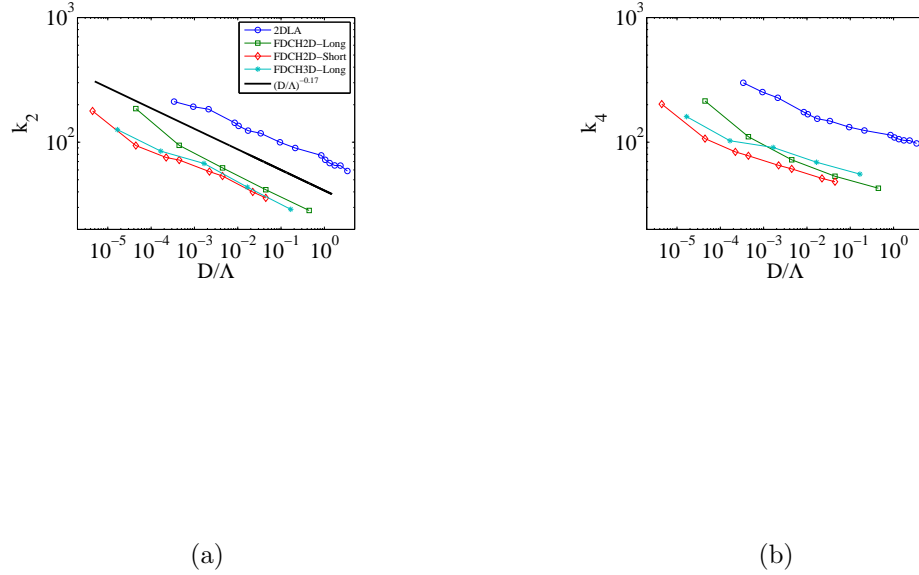 10^3
10^2
k_2
10^-5 10^-4 10^-3 10^-2 10^-1 10^0
D/Λ
2DLA
FDCH2D-Long
FDCH2D-Short
FDCH3D-Long
(D/Λ)^-0.17
(a)
10^3
10^2
k_4
10^-5 10^-4 10^-3 10^-2 10^-1 10^0
D/Λ
(b)